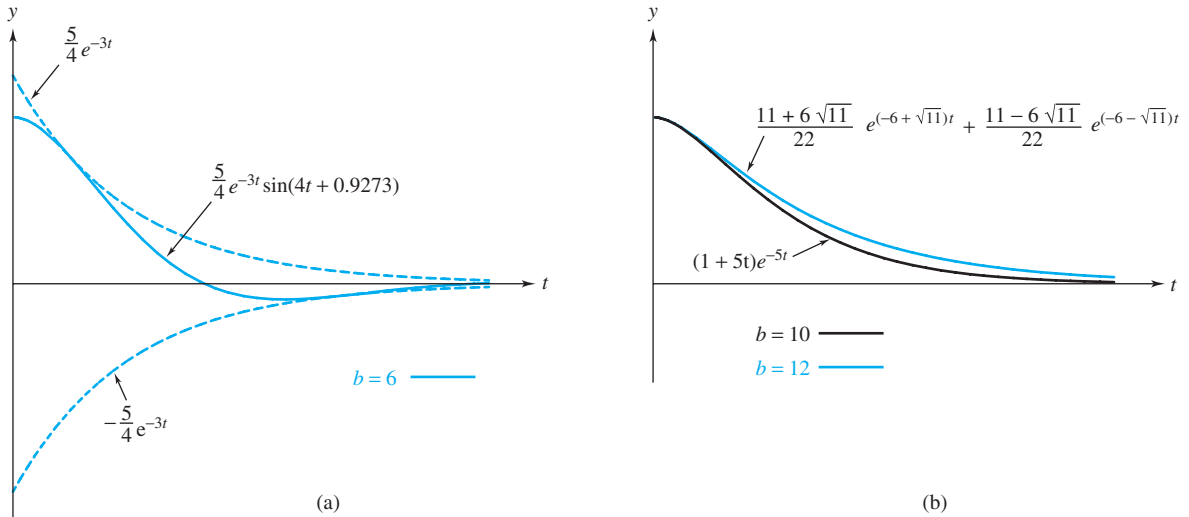 y
5/4 e^{-3t}
5/4 e^{-3t} sin(4t + 0.9273)
t
b = 6
-5/4 e^{-3t}
(a)
y
(11 + 6√11)/22 e^{(-6 + √11)t} + (11 - 6√11)/22 e^{(-6 - √11)t}
(1 + 5t)e^{-5t}
t
b = 10
b = 12
(b)